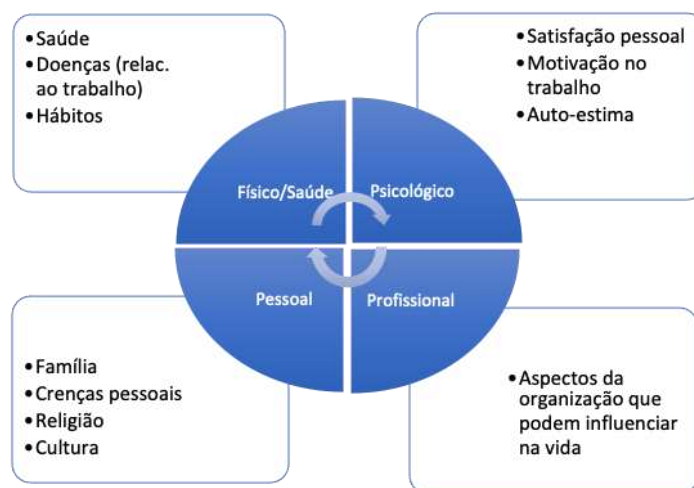 •Saúde
•Doenças (relac.
ao trabalho)
•Hábitos
•Satisfação pessoal
•Motivação no
trabalho
•Auto-estima
Físico/Saúde
Psicológico
Pessoal
Profissional
•Família
•Crenças pessoais
•Religião
•Cultura
•Aspectos da
organização que
podem influenciar
na vida